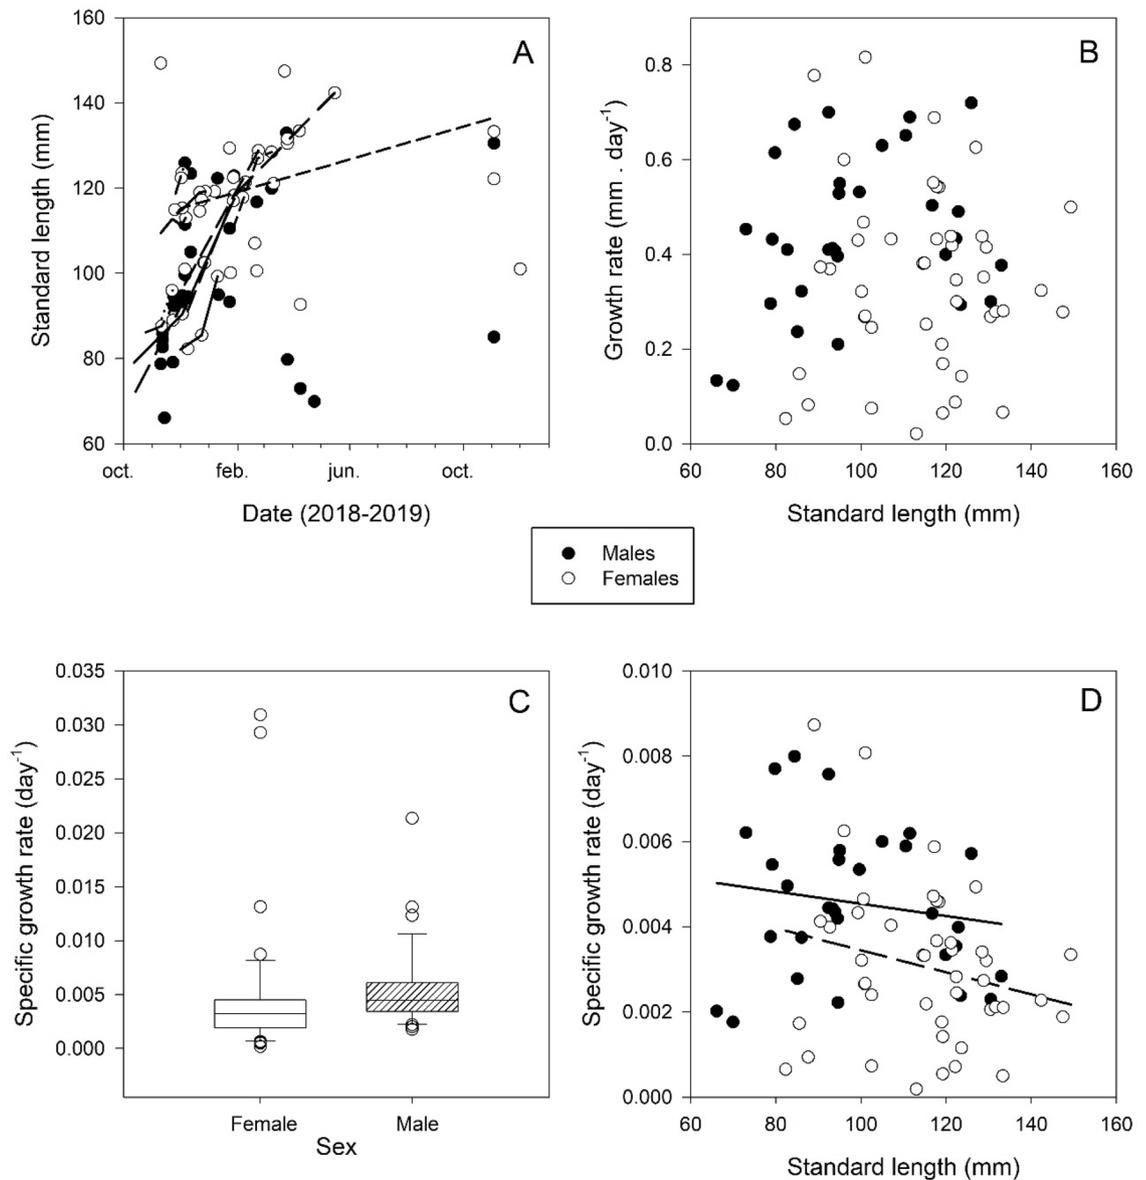 A
160
140
120
100
80
60
Standard length (mm)
oct.
feb.
jun.
oct.
Date (2018-2019)
B
0.8
0.6
0.4
0.2
0.0
Growth rate (mm . day-1)
60
80
100
120
140
160
Standard length (mm)
Males
Females
C
0.035
0.030
0.025
0.020
0.015
0.010
0.005
0.000
Specific growth rate (day-1)
Female
Male
Sex
D
0.010
0.008
0.006
0.004
0.002
0.000
Specific growth rate (day-1)
60
80
100
120
140
160
Standard length (mm)